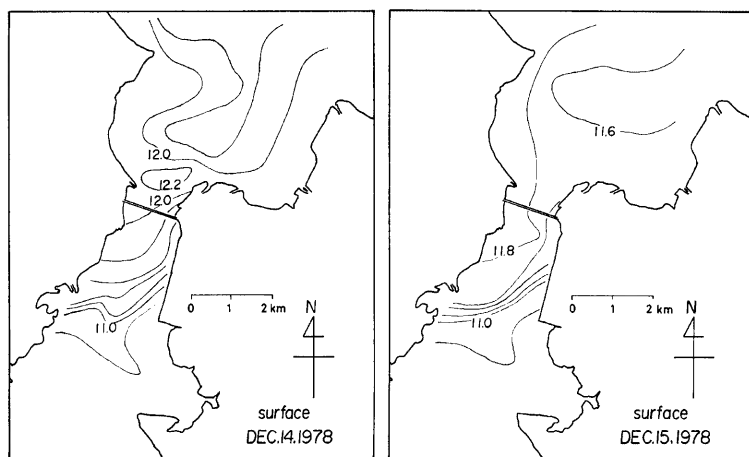 12.0
12.2
12.0
11.0
0 1 2 km
N
surface
DEC.14.1978
11.6
11.8
11.0
0 1 2 km
N
surface
DEC.15.1978